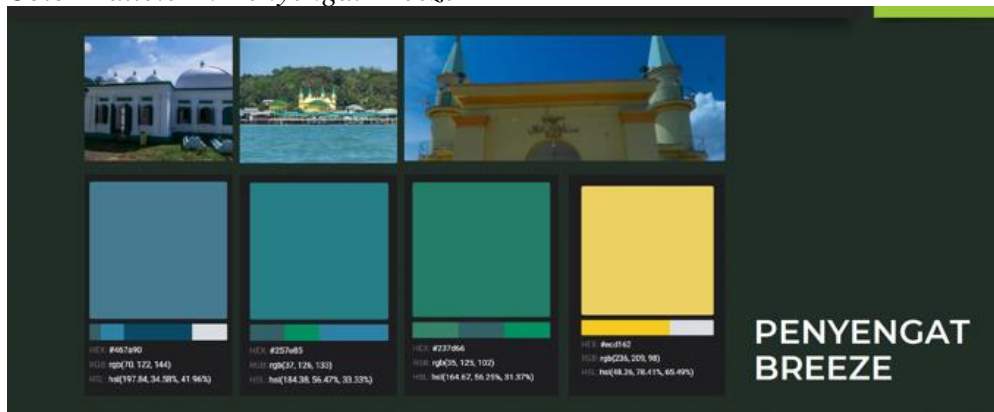 HEX: #467a90
RGB: rgb(70, 122, 144)
HSL: hsl(197.84, 34.58%, 41.96%)
HEX: #257e85
RGB: rgb(37, 126, 133)
HSL: hsl(184.38, 56.47%, 33.33%)
HEX: #237d66
RGB: rgb(35, 125, 102)
HSL: hsl(164.67, 56.25%, 31.37%)
HEX: #ecd162
RGB: rgb(236, 209, 98)
HSL: hsl(48.26, 78.41%, 65.49%)
PENYENGAT
BREEZE